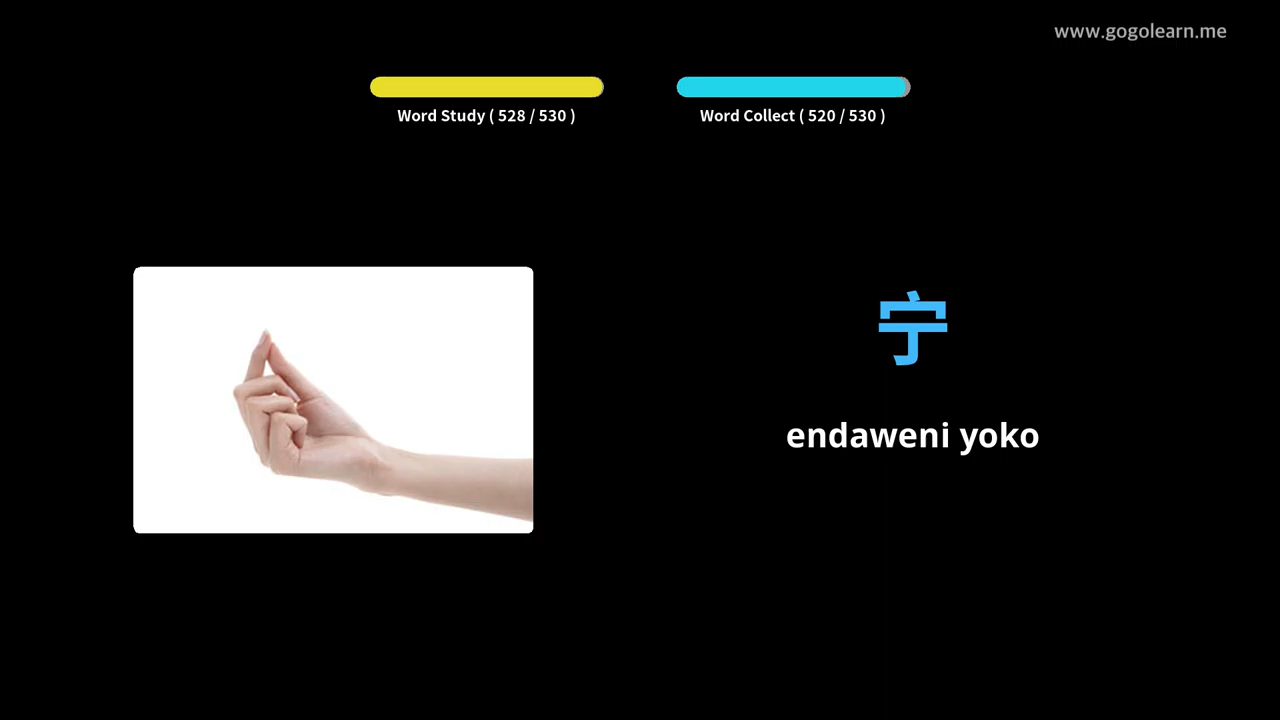 www.gogolearn.me
Word Study ( 528 / 530 )
Word Collect ( 520 / 530 )
宁
endaweni yoko